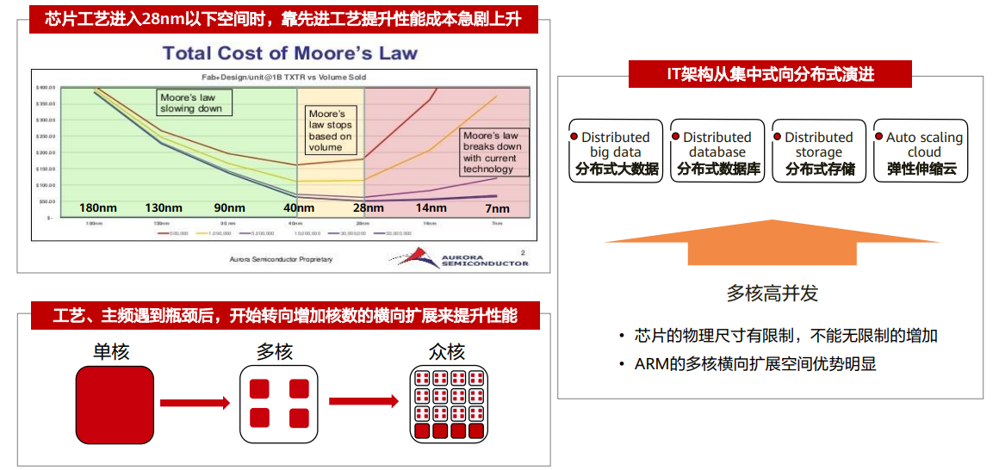 芯片工艺进入28nm以下空间时，靠先进工艺提升性能成本急剧上升
Total Cost of Moore's Law
Fab+Design/unit@1B TXTR vs Volume Sold
$400.00
$350.00
$300.00
$250.00
$200.00
$150.00
$100.00
$50.00
$-
Moore's law
slowing down
Moore's
law stops
based on
volume
Moore's law
breaks down
with current
technology
180nm 130nm 90nm 40nm 28nm 14nm 7nm
180nm 130nm 90 nm 40nm 28nm 14nm 7nm
500,000 1,000,000 5,000,000 10,000,000 20,000,000 50,000,000
Aurora Semiconductor Proprietary
AURORA
SEMICONDUCTOR
2
工艺、主频遇到瓶颈后，开始转向增加核数的横向扩展来提升性能
单核 多核 众核
IT架构从集中式向分布式演进
Distributed
big data
分布式大数据
Distributed
database
分布式数据库
Distributed
storage
分布式存储
Auto scaling
cloud
弹性伸缩云
多核高并发
• 芯片的物理尺寸有限制，不能无限制的增加
• ARM的多核横向扩展空间优势明显